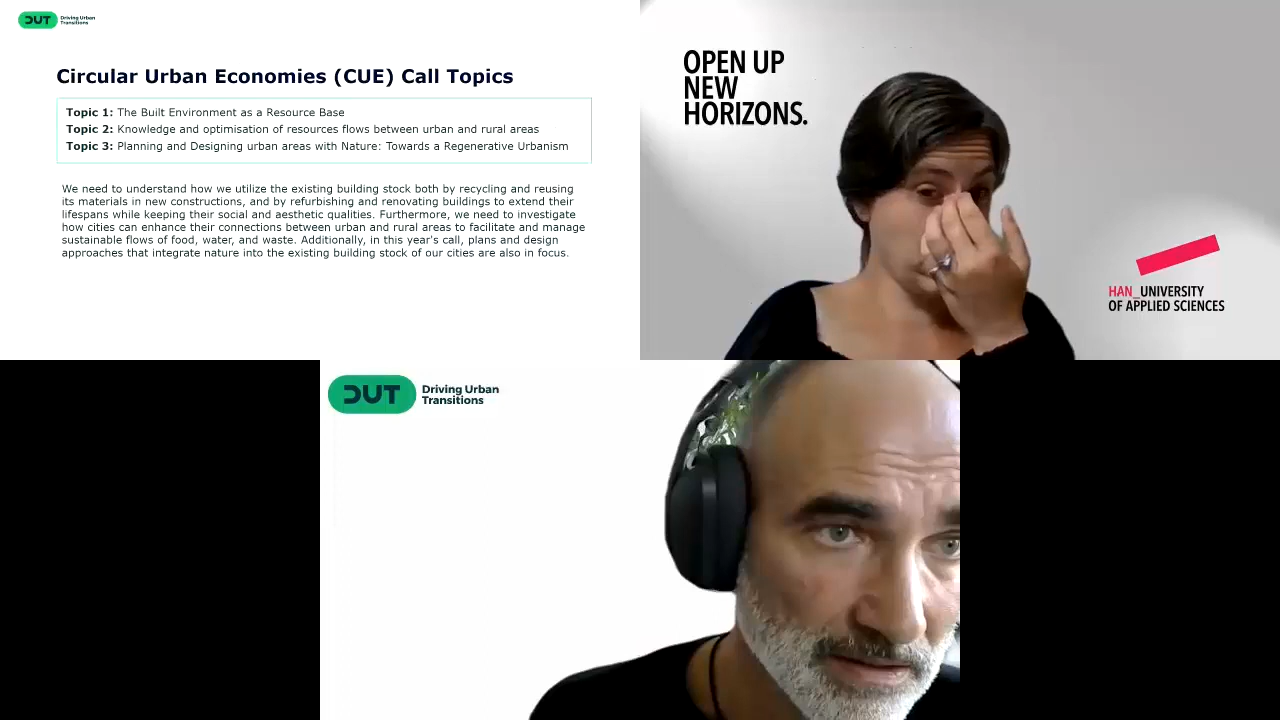 DUT Driving Urban
Transitions
Circular Urban Economies (CUE) Call Topics
Topic 1: The Built Environment as a Resource Base
Topic 2: Knowledge and optimisation of resources flows between urban and rural areas
Topic 3: Planning and Designing urban areas with Nature: Towards a Regenerative Urbanism
We need to understand how we utilize the existing building stock both by recycling and reusing
its materials in new constructions, and by refurbishing and renovating buildings to extend their
lifespans while keeping their social and aesthetic qualities. Furthermore, we need to investigate
how cities can enhance their connections between urban and rural areas to facilitate and manage
sustainable flows of food, water, and waste. Additionally, in this year's call, plans and design
approaches that integrate nature into the existing building stock of our cities are also in focus.
OPEN UP
NEW
HORIZONS.
HAN_UNIVERSITY
OF APPLIED SCIENCES
DUT Driving Urban
Transitions